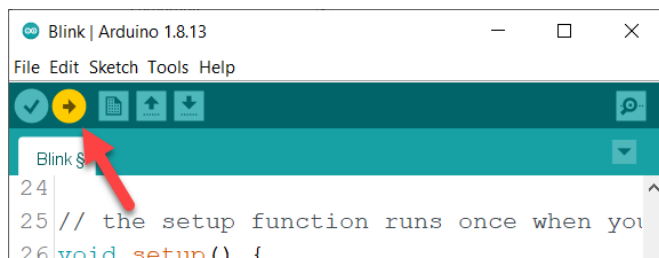 Blink | Arduino 1.8.13
File Edit Sketch Tools Help
Blink §
24
25 // the setup function runs once when you
26 void setup() {